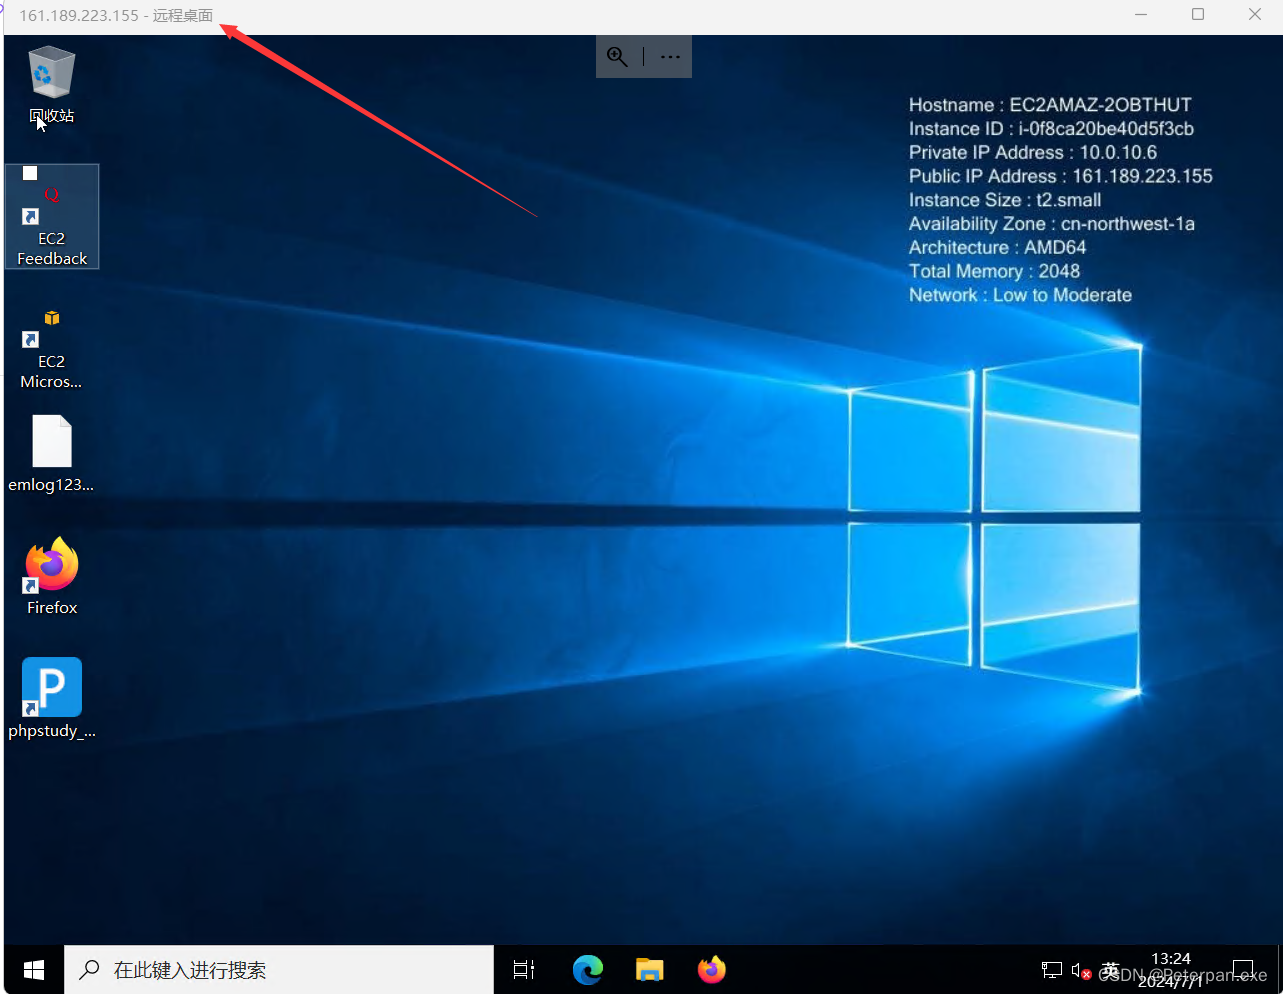 161.189.223.155 - 远程桌面
回收站
Hostname : EC2AMAZ-2OBTHUT
Instance ID : i-0f8ca20be40d5f3cb
Private IP Address : 10.0.10.6
Public IP Address : 161.189.223.155
Instance Size : t2.small
Availability Zone : cn-northwest-1a
Architecture : AMD64
Total Memory : 2048
Network : Low to Moderate
Q
EC2
Feedback
EC2
Micros...
emlog123...
Firefox
P
phpstudy_...
在此键入进行搜索
英
13:24
2024/7/1
CSDN @Peterpan.exe